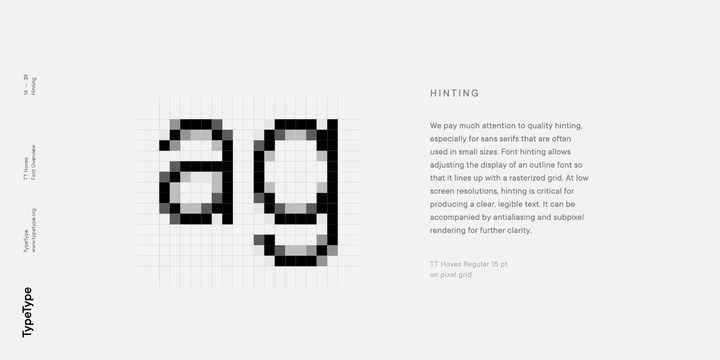 14 — 39
Hinting
TT Hoves
Font Overview
TypeType
www.typetype.org
TypeType
ag
HINTING
We pay much attention to quality hinting,
especially for sans serifs that are often
used in small sizes. Font hinting allows
adjusting the display of an outline font so
that it lines up with a rasterized grid. At low
screen resolutions, hinting is critical for
producing a clear, legible text. It can be
accompanied by antialiasing and subpixel
rendering for further clarity.
TT Hoves Regular 15 pt
on pixel grid